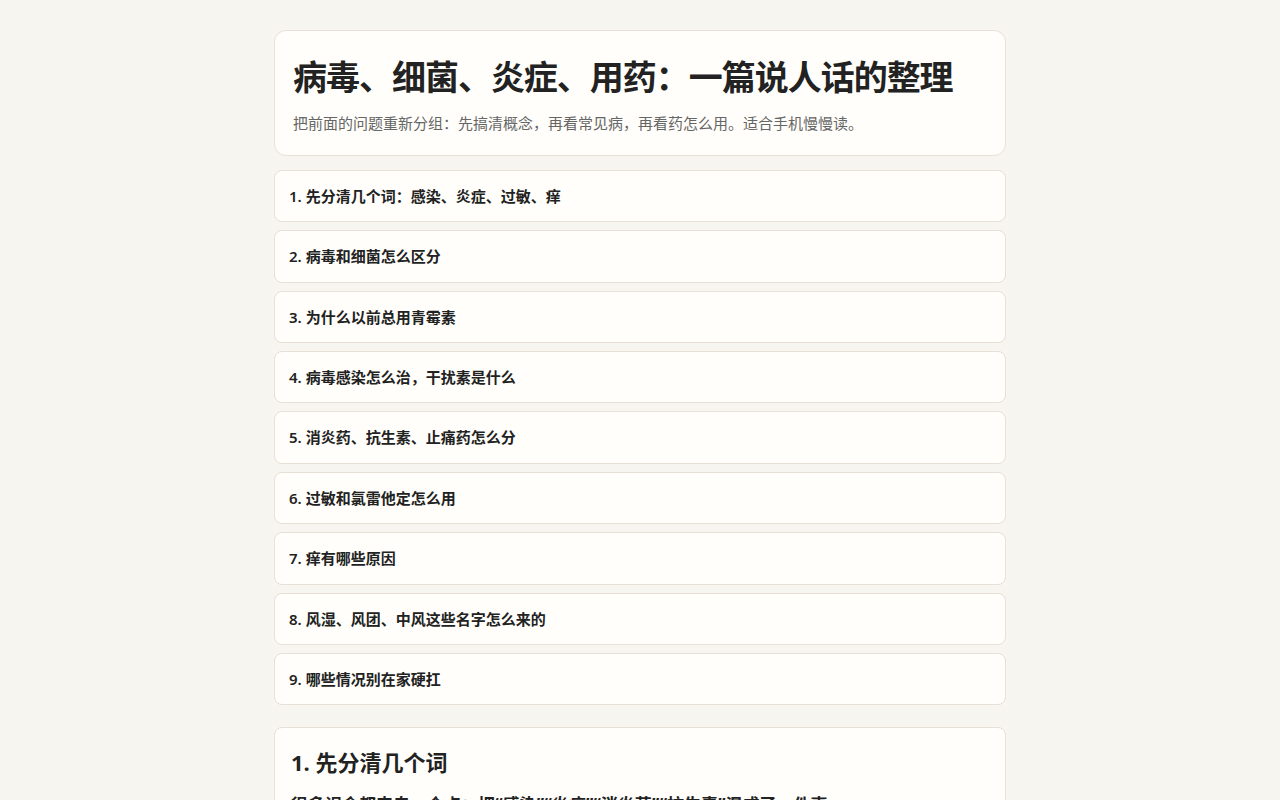 病毒、细菌、炎症、用药：一篇说人话的整理
把前面的问题重新分组：先搞清概念，再看常见病，再看药怎么用。适合手机慢慢读。
1. 先分清几个词：感染、炎症、过敏、痒
2. 病毒和细菌怎么区分
3. 为什么以前总用青霉素
4. 病毒感染怎么治，干扰素是什么
5. 消炎药、抗生素、止痛药怎么分
6. 过敏和氯雷他定怎么用
7. 痒有哪些原因
8. 风湿、风团、中风这些名字怎么来的
9. 哪些情况别在家硬扛
1. 先分清几个词